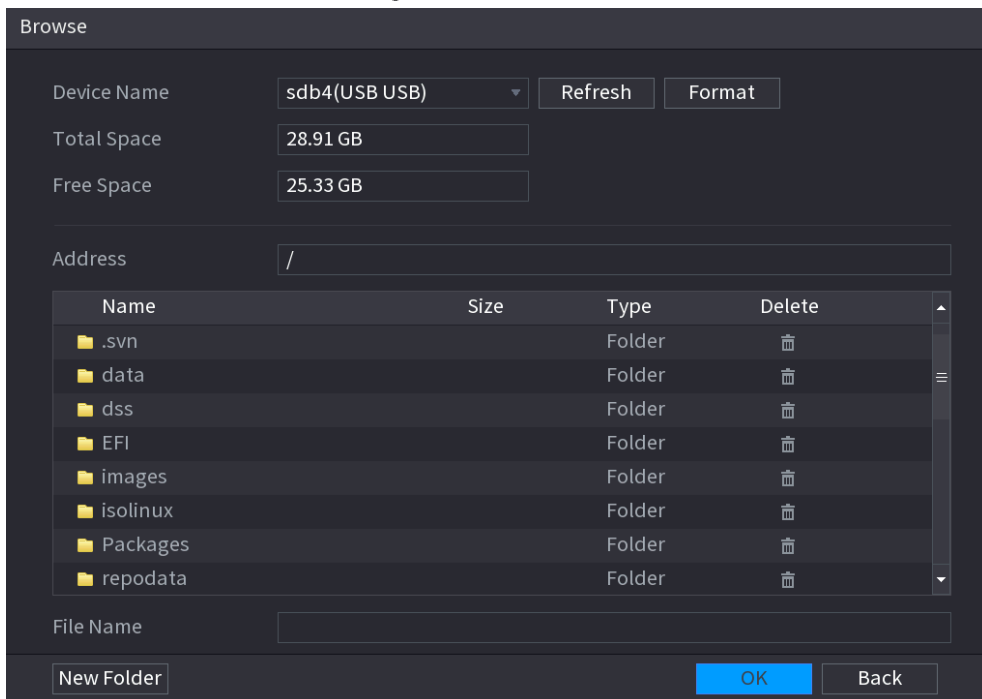 Browse
Device Name sdb4(USB USB) Refresh Format
Total Space 28.91 GB
Free Space 25.33 GB
Address /
Name Size Type Delete
.svn Folder
data Folder
dss Folder
EFI Folder
images Folder
isolinux Folder
Packages Folder
repodata Folder
File Name
New Folder OK Back